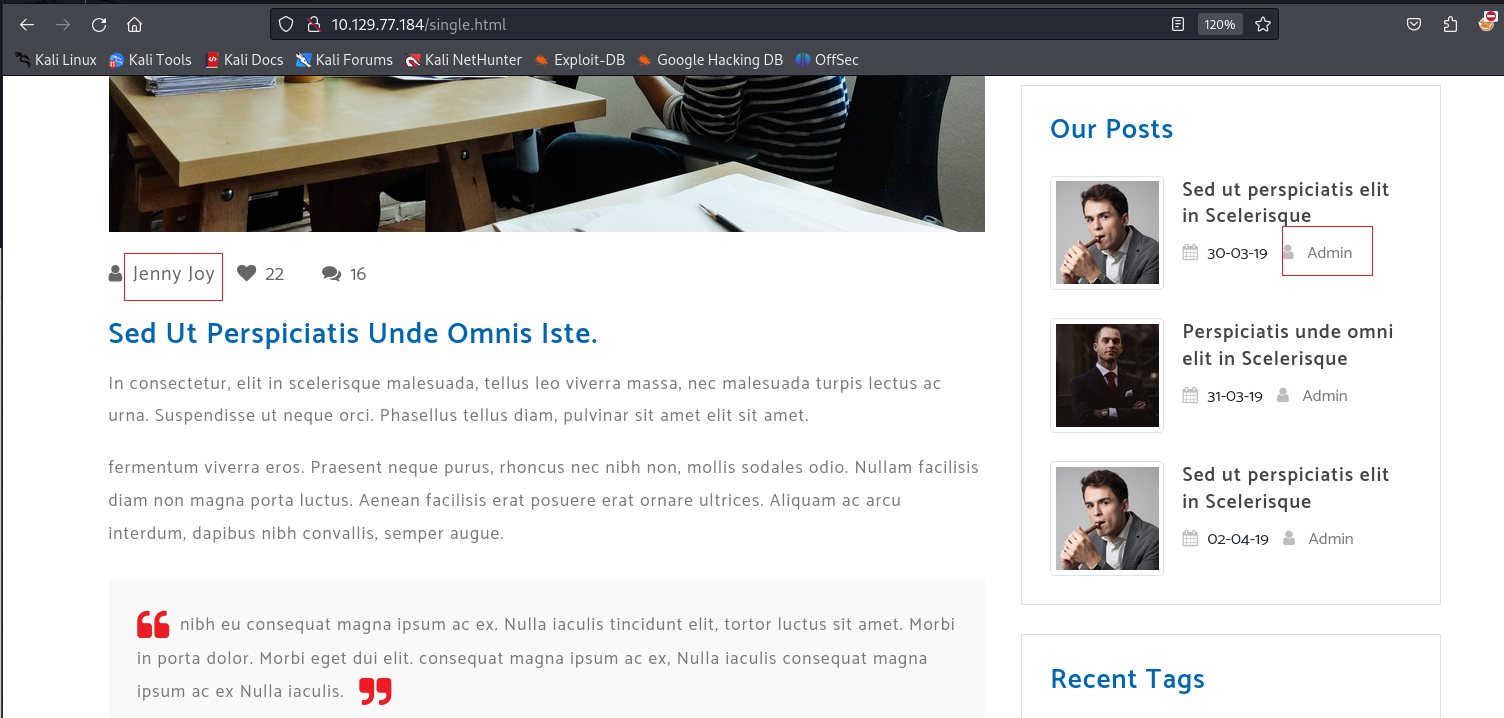 10.129.77.184/single.html
120%
Kali Linux Kali Tools Kali Docs Kali Forums Kali NetHunter Exploit-DB Google Hacking DB OffSec
Jenny Joy 22 16
Sed Ut Perspiciatis Unde Omnis Iste.
In consectetur, elit in scelerisque malesuada, tellus leo viverra massa, nec malesuada turpis lectus ac
urna. Suspendisse ut neque orci. Phasellus tellus diam, pulvinar sit amet elit sit amet.
fermentum viverra eros. Praesent neque purus, rhoncus nec nibh non, mollis sodales odio. Nullam facilisis
diam non magna porta luctus. Aenean facilisis erat posuere erat ornare ultrices. Aliquam ac arcu
interdum, dapibus nibh convallis, semper augue.
❝ nibh eu consequat magna ipsum ac ex. Nulla iaculis tincidunt elit, tortor luctus sit amet. Morbi
in porta dolor. Morbi eget dui elit. consequat magna ipsum ac ex, Nulla iaculis consequat magna
ipsum ac ex Nulla iaculis. ❞
Our Posts
Sed ut perspiciatis elit
in Scelerisque
30-03-19 Admin
Perspiciatis unde omni
elit in Scelerisque
31-03-19 Admin
Sed ut perspiciatis elit
in Scelerisque
02-04-19 Admin
Recent Tags